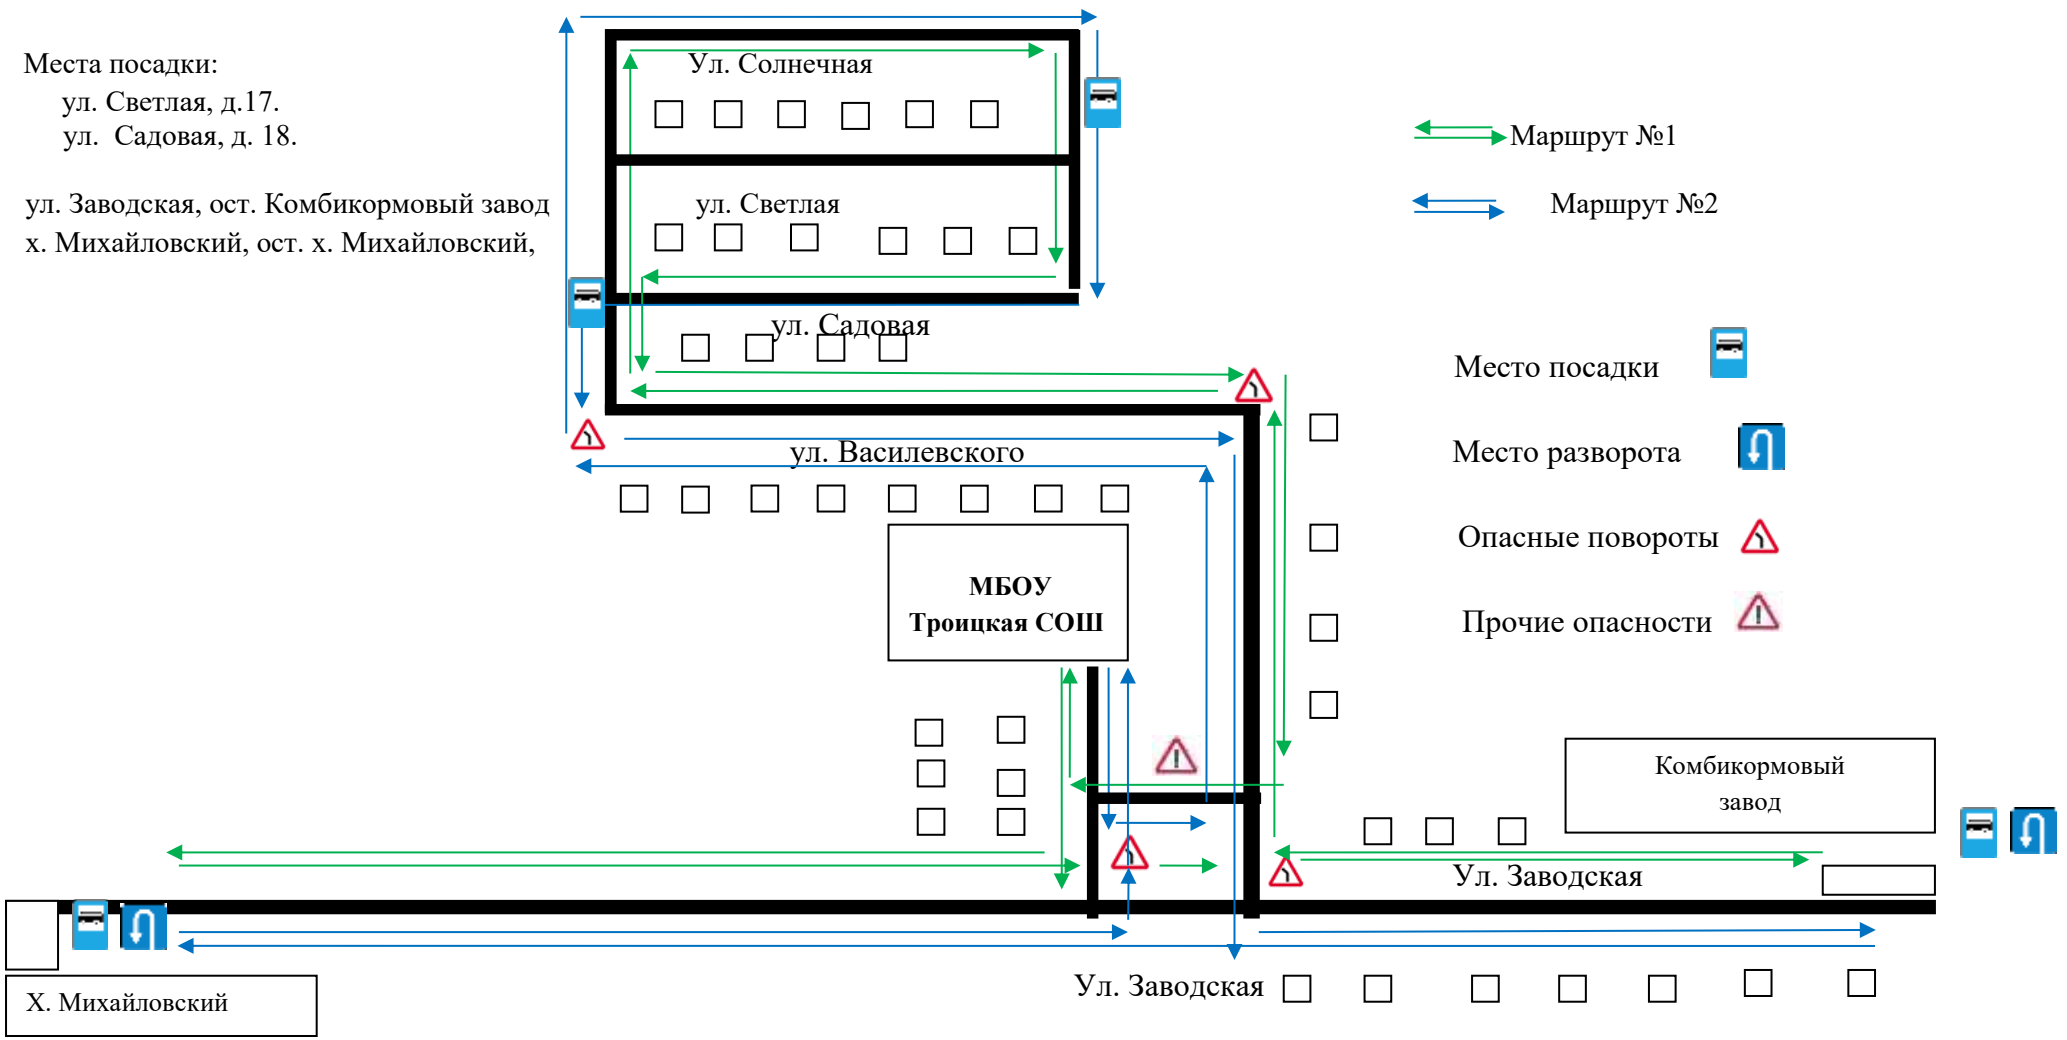 Места посадки:
ул. Светлая, д.17.
ул. Садовая, д. 18.
ул. Заводская, ост. Комбикормовый завод
х. Михайловский, ост. х. Михайловский,
Ул. Солнечная
ул. Светлая
ул. Садовая
ул. Василевского
МБОУ
Троицкая СОШ
Маршрут №1
Маршрут №2
Место посадки
Место разворота
Опасные повороты
Прочие опасности
Комбикормовый
завод
Ул. Заводская
Ул. Заводская
Х. Михайловский